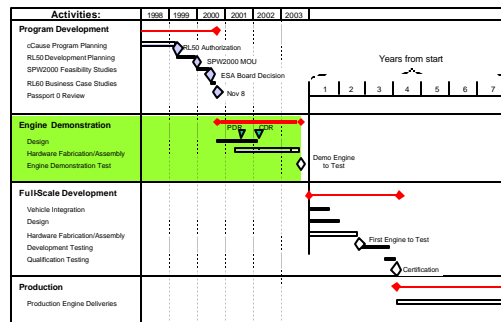 Activities: 1998 1999 2000 2001 2002 2003
Program Development
cCause Program Planning
RL50 Authorization
RL50 Development Planning
SPW2000 MOU
SPW2000 Feasibility Studies
ESA Board Decision
RL60 Business Case Studies
Passport 0 Review
Nov 8
Years from start
1 2 3 4 5 6 7
Engine Demonstration
PDR CDR
Design
Hardware Fabrication/Assembly
Engine Demonstration Test
Demo Engine
to Test
Full-Scale Development
Vehicle Integration
Design
Hardware Fabrication/Assembly
First Engine to Test
Development Testing
Qualification Testing
Certification
Production
Production Engine Deliveries